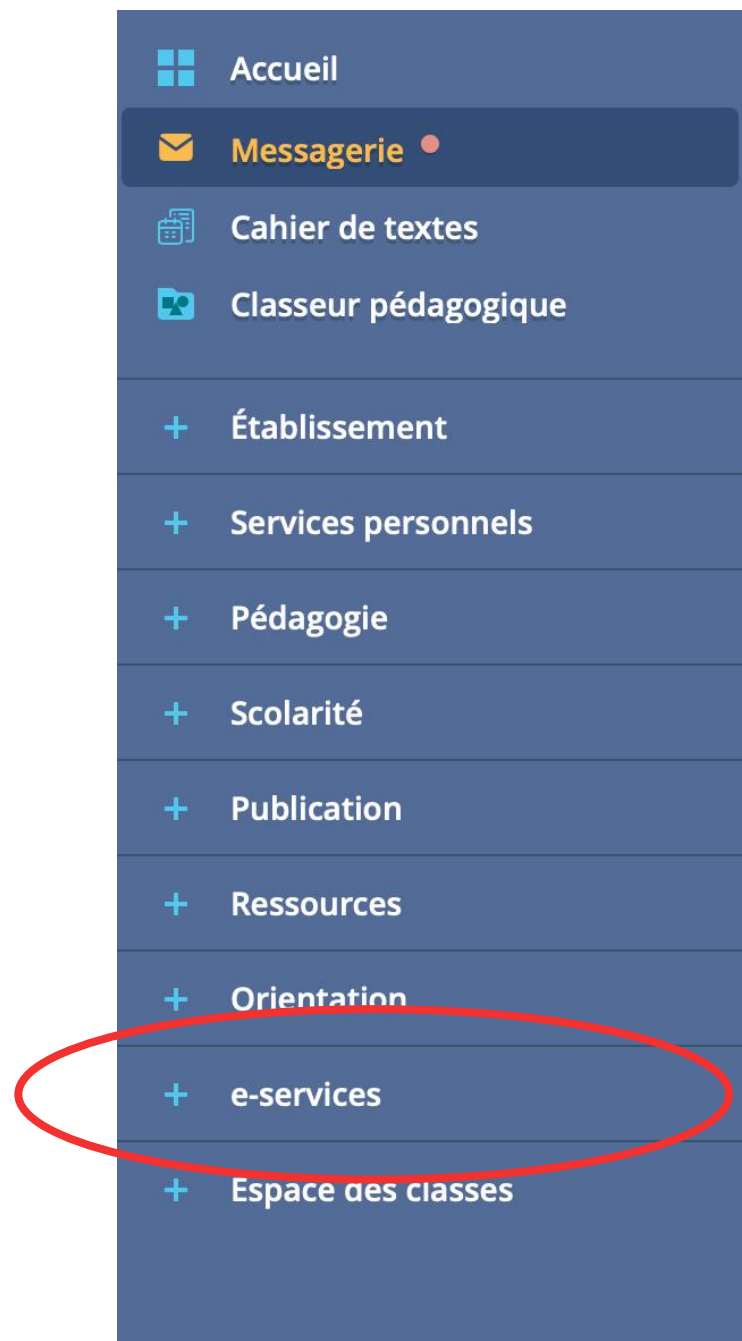 Accueil
Messagerie
Cahier de textes
Classeur pédagogique
+ Établissement
+ Services personnels
+ Pédagogie
+ Scolarité
+ Publication
+ Ressources
+ Orientation
+ e-services
+ Espace des classes